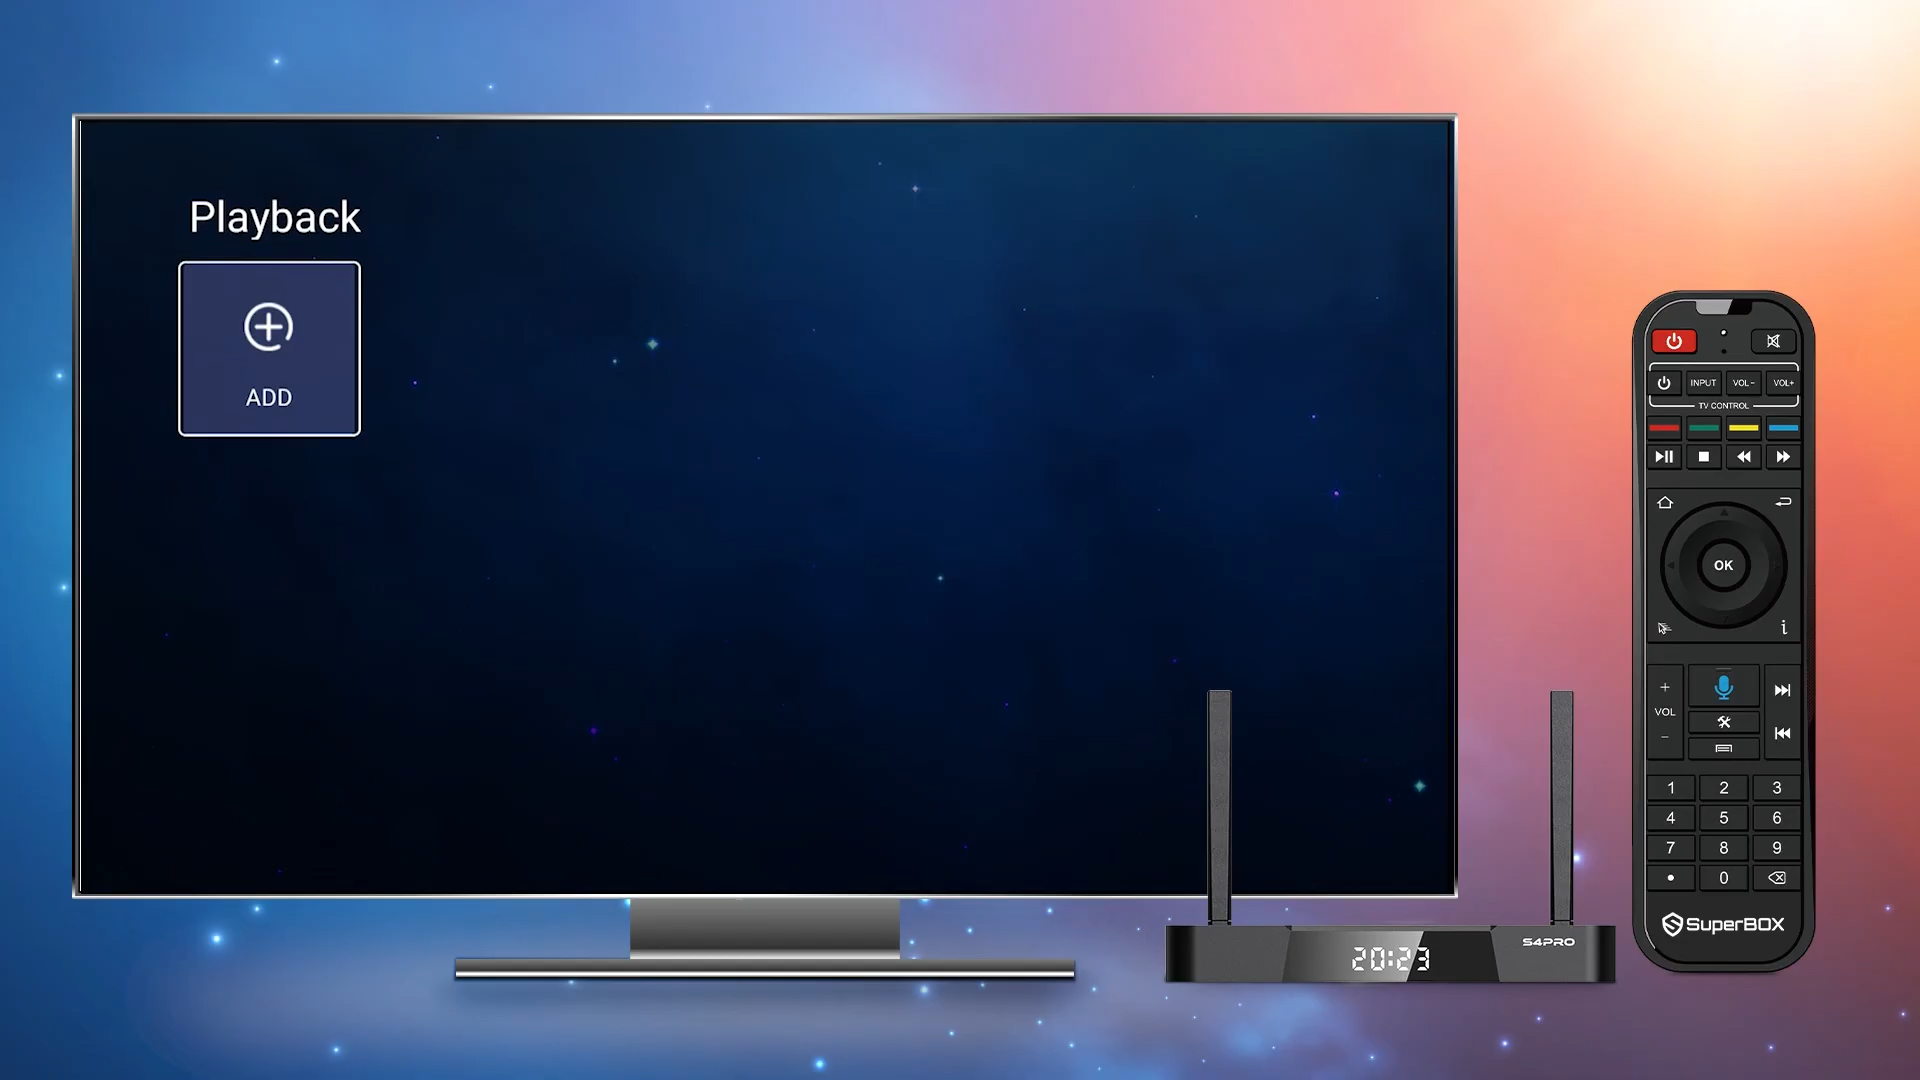 Playback
ADD
INPUT
VOL-
VOL+
TV CONTROL
OK
i
+
VOL
-
1 2 3
4 5 6
7 8 9
• 0
SuperBOX
S4PRO
20:23